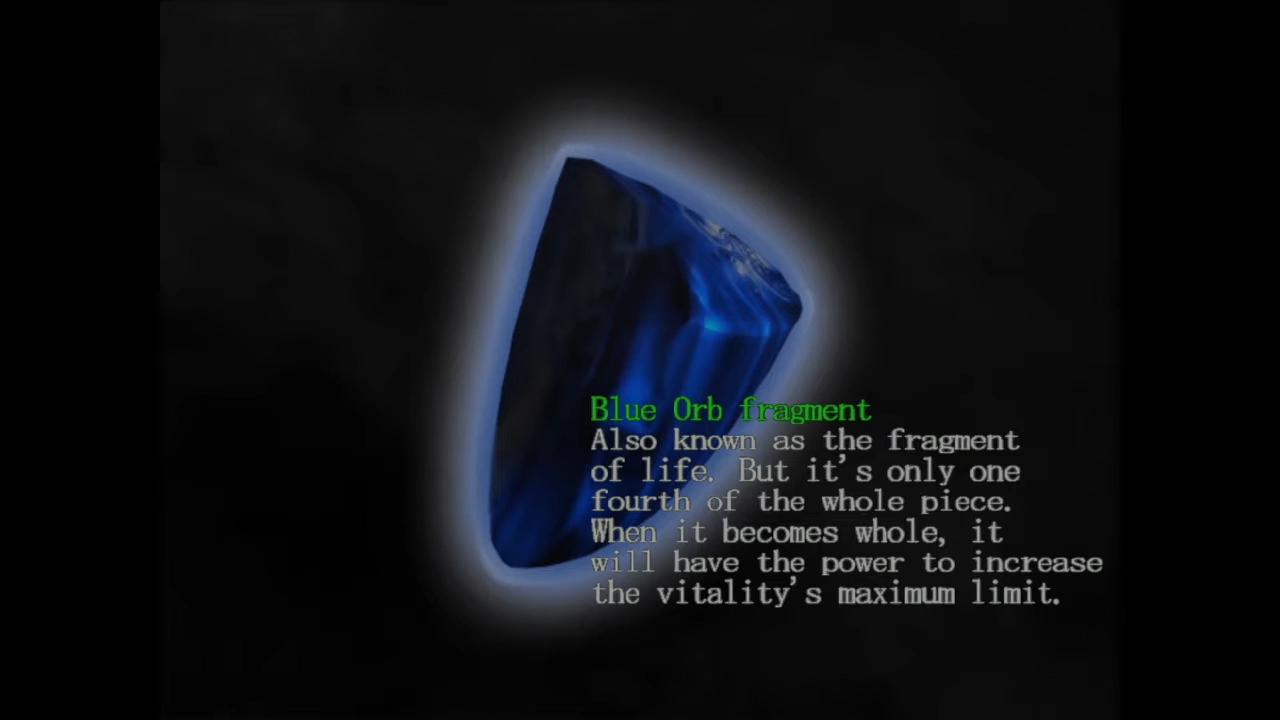 Blue Orb fragment
Also known as the fragment
of life. But it's only one
fourth of the whole piece.
When it becomes whole, it
will have the power to increase
the vitality's maximum limit.